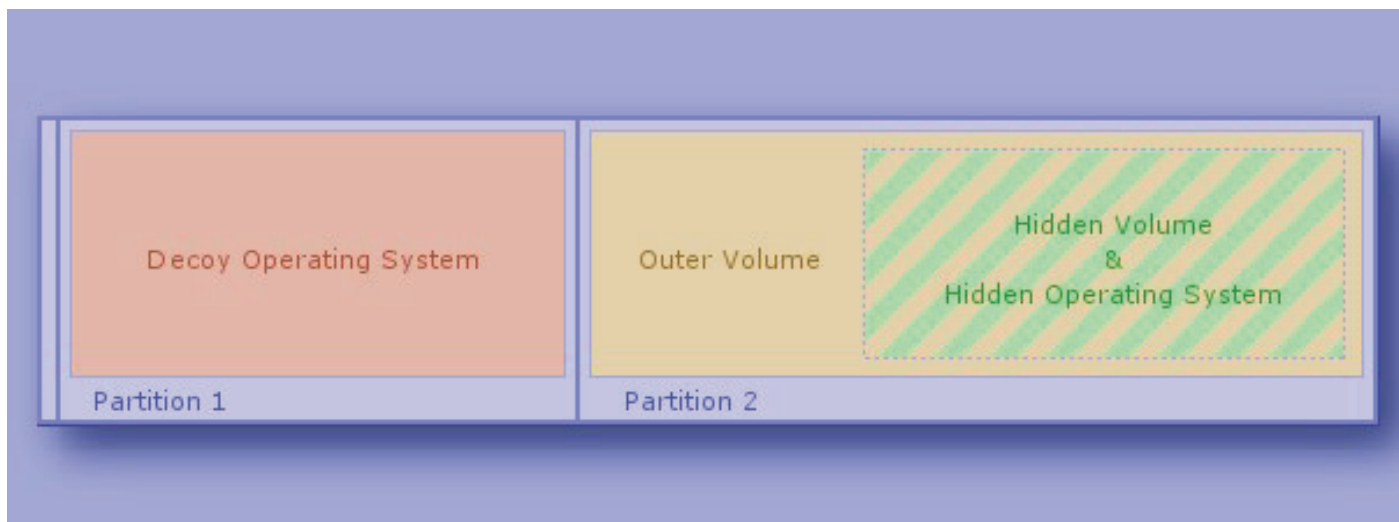 Decoy Operating System
Outer Volume
Hidden Volume
&
Hidden Operating System
Partition 1
Partition 2